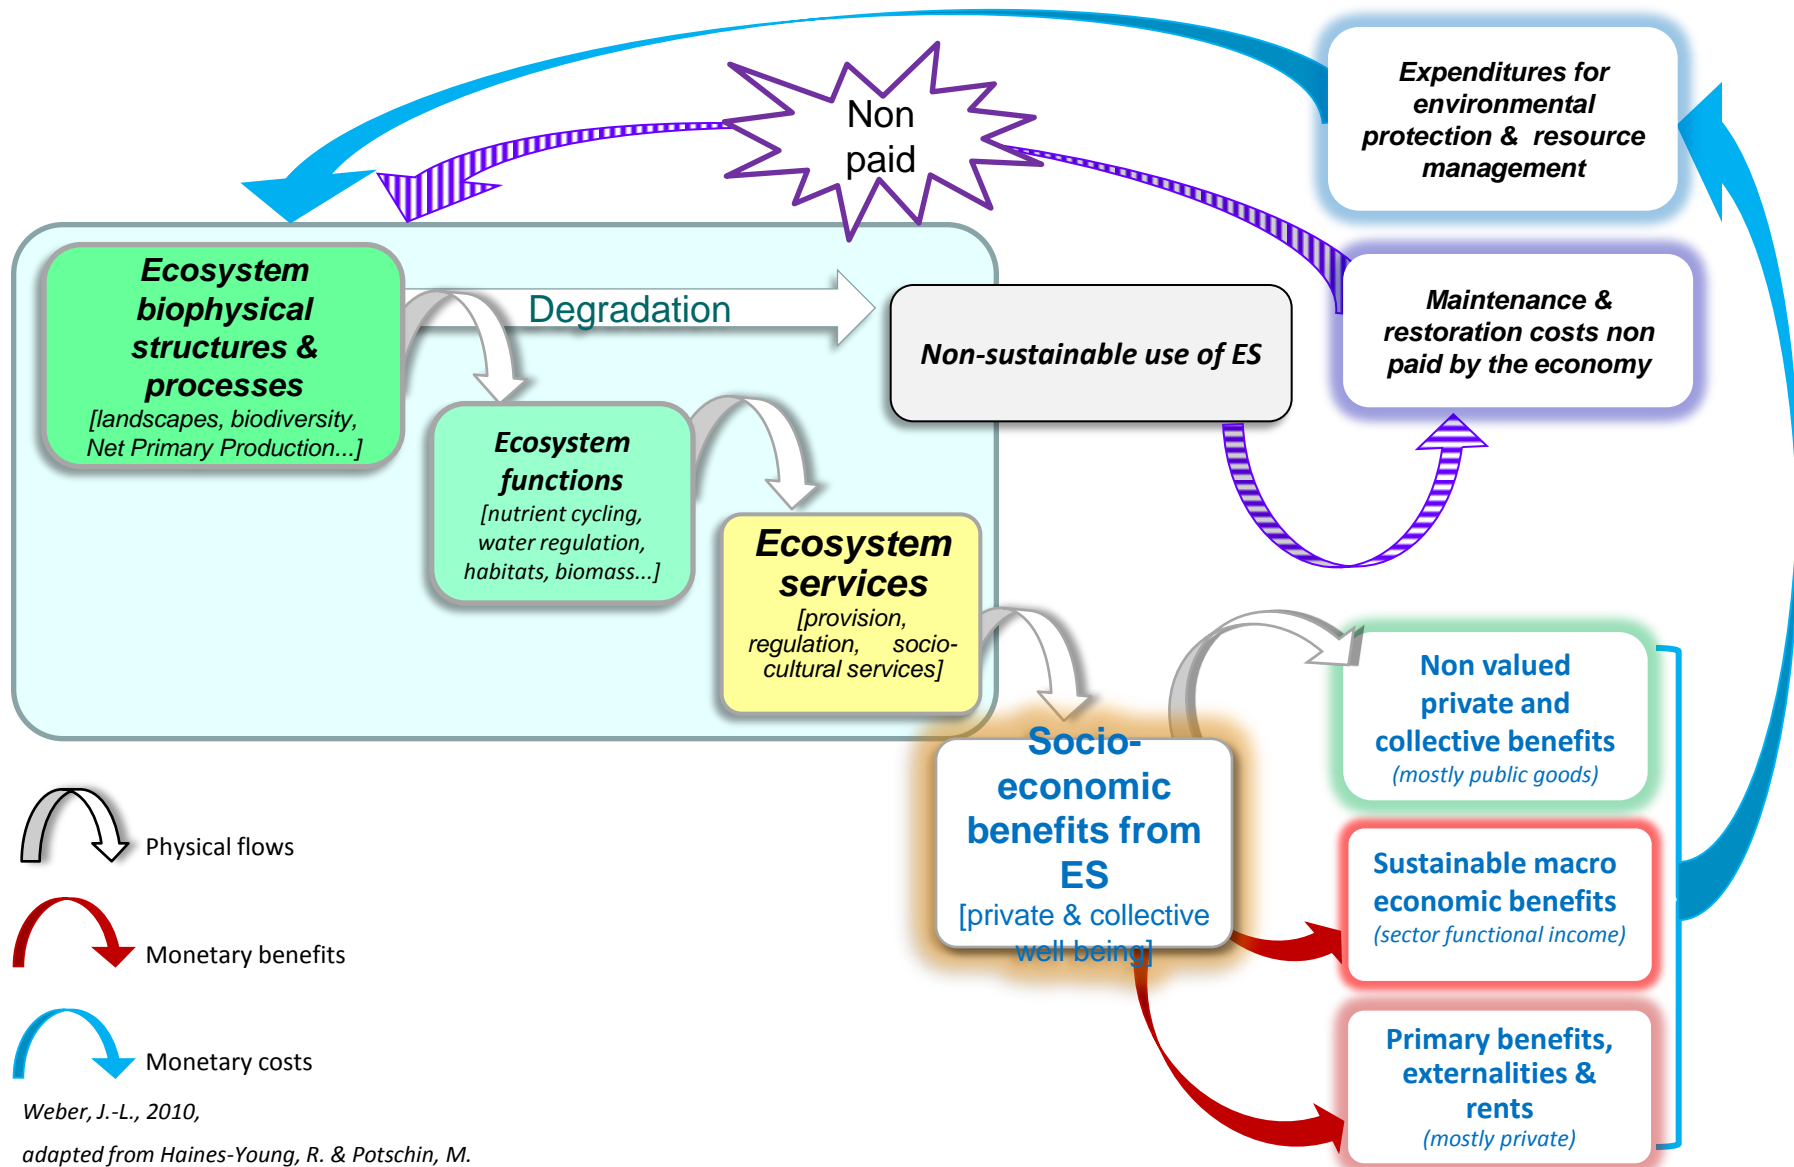 Expenditures for
environmental
protection & resource
management
Non
paid
Ecosystem
biophysical
structures &
processes
[landscapes, biodiversity,
Net Primary Production...]
Degradation
Non-sustainable use of ES
Maintenance &
restoration costs non
paid by the economy
Ecosystem
functions
[nutrient cycling,
water regulation,
habitats, biomass...]
Ecosystem
services
[provision,
regulation, socio-
cultural services]
Socio-
economic
benefits from
ES
[private & collective
well being]
Non valued
private and
collective benefits
(mostly public goods)
Sustainable macro
economic benefits
(sector functional income)
Primary benefits,
externalities &
rents
(mostly private)
Physical flows
Monetary benefits
Monetary costs
Weber, J.-L., 2010,
adapted from Haines-Young, R. & Potschin, M.